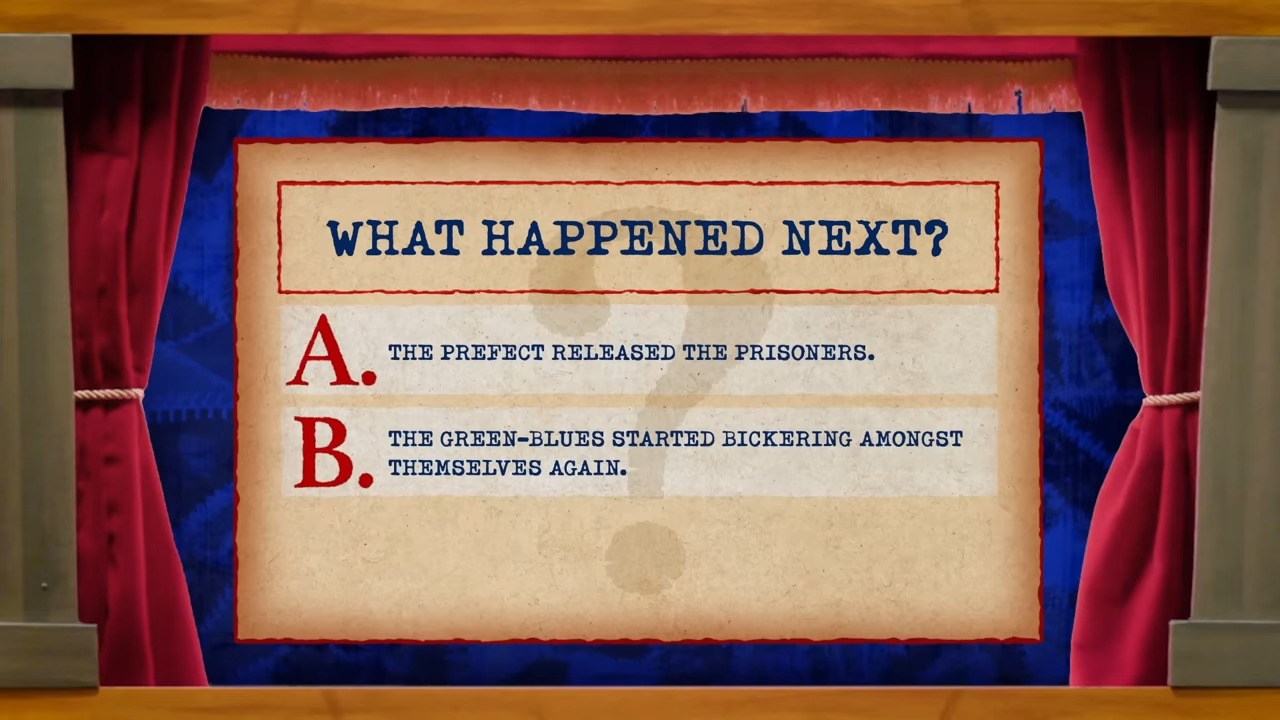 WHAT HAPPENED NEXT?
A. THE PREFECT RELEASED THE PRISONERS.
B. THE GREEN-BLUES STARTED BICKERING AMONGST
THEMSELVES AGAIN.